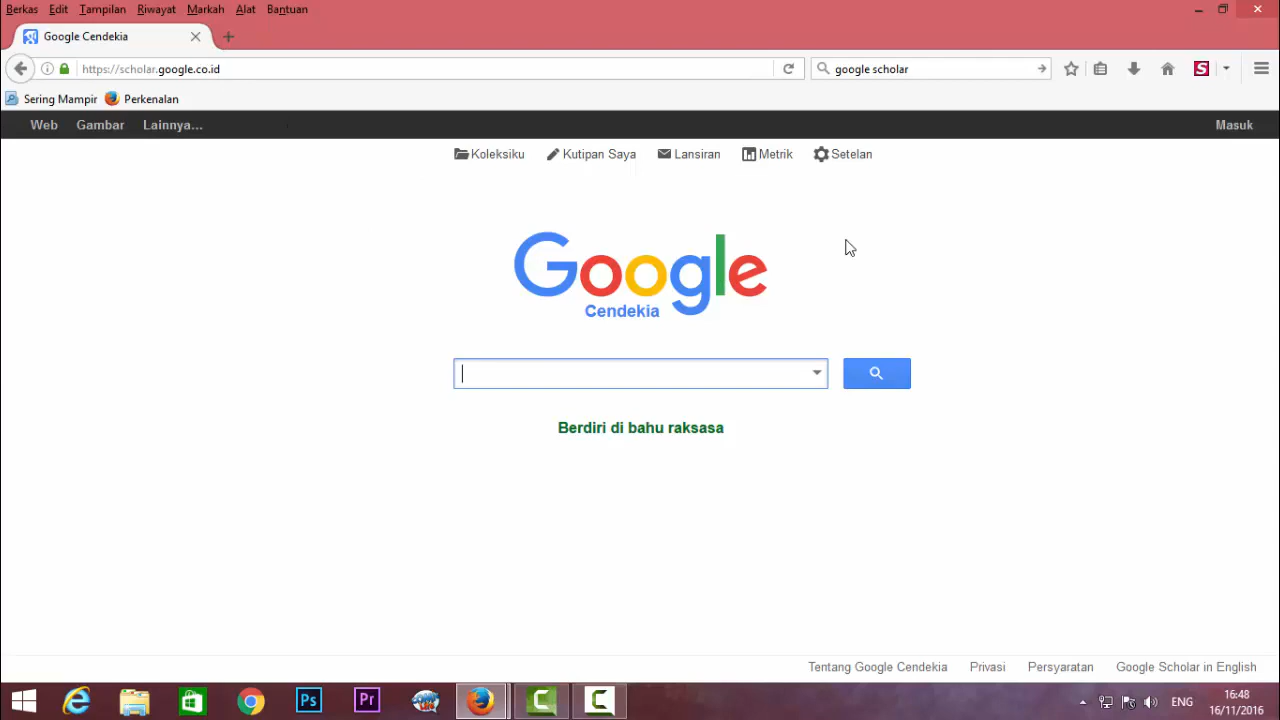 Berkas Edit Tampilan Riwayat Markah Alat Bantuan
Google Cendekia
https://scholar.google.co.id
google scholar
S
Sering Mampir Perkenalan
Web Gambar Lainnya... Masuk
Koleksiku Kutipan Saya Lansiran Metrik Setelan
Google
Cendekia
Berdiri di bahu raksasa
Tentang Google Cendekia Privasi Persyaratan Google Scholar in English
Ps Pr ENG 16:48
16/11/2016